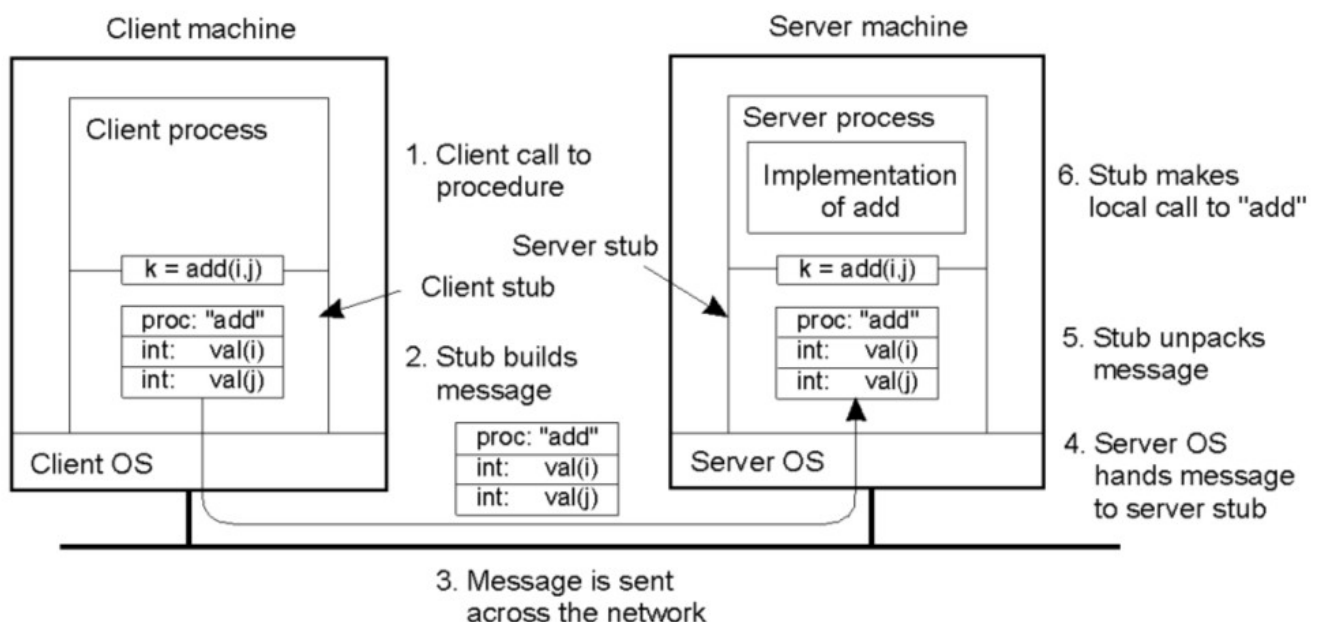 Client machine
Server machine
Client process
1. Client call to
procedure
k = add(i,j)
Client stub
proc: "add"
int: val(i)
int: val(j)
2. Stub builds
message
proc: "add"
int: val(i)
int: val(j)
Client OS
3. Message is sent
across the network
Server process
Implementation
of add
Server stub
k = add(i,j)
proc: "add"
int: val(i)
int: val(j)
Server OS
6. Stub makes
local call to "add"
5. Stub unpacks
message
4. Server OS
hands message
to server stub